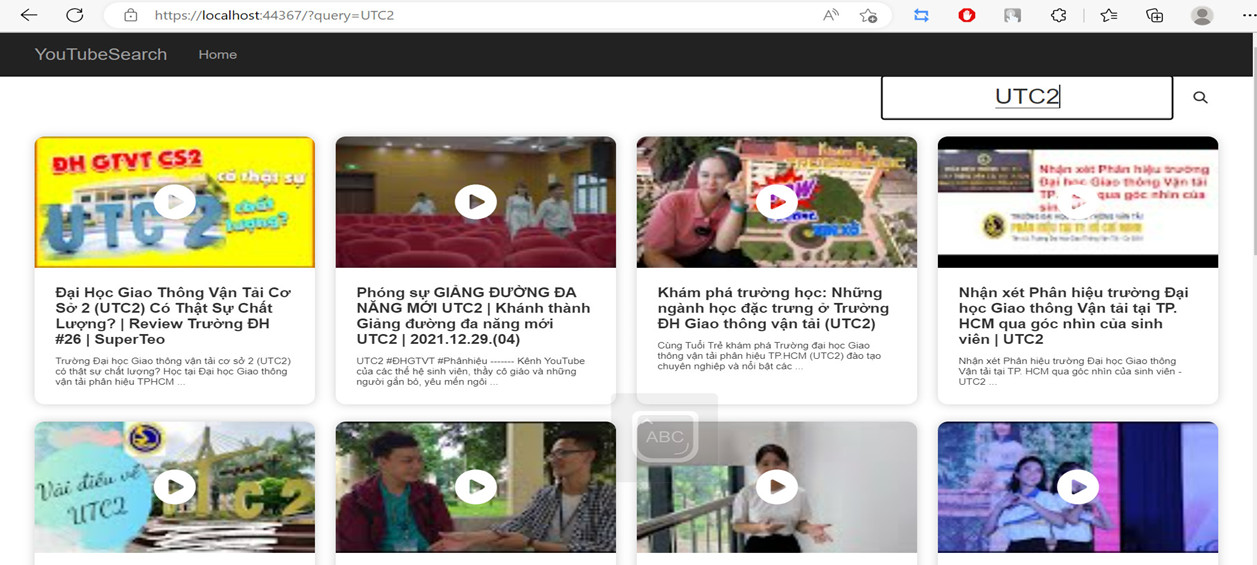 https://localhost:44367/?query=UTC2
YouTubeSearch
Home
UTC2
ĐH GTVT CS2
có thật sự
chất
lượng?
UTC 2
Nhận xét Phân hiệu trường
Đại học Giao thông Vận tải
TP. qua góc nhìn của
sin.
PHÂN HIỆU TẠI TP. HỒ CHÍ MINH
Đại Học Giao Thông Vận Tải Cơ
Sở 2 (UTC2) Có Thật Sự Chất
Lượng? | Review Trường ĐH
#26 | SuperTeo
Trường Đại học Giao thông vận tải cơ sở 2 (UTC2)
có thật sự chất lượng? Học tại Đại học Giao thông
vận tải phân hiệu TPHCM ...
Phóng sự GIẢNG ĐƯỜNG ĐA
NĂNG MỚI UTC2 | Khánh thành
Giảng đường đa năng mới
UTC2 | 2021.12.29.(04)
UTC2 #ĐHGTVT #Phânhiệu ------- Kênh YouTube
của các thế hệ sinh viên, thầy cô giáo và những
người gắn bó, yêu mến ngôi ...
Khám phá trường học: Những
ngành học đặc trưng ở Trường
ĐH Giao thông vận tải (UTC2)
Cùng Tuổi Trẻ khám phá Trường đại học Giao
thông vận tải phân hiệu TP.HCM (UTC2) đào tạo
chuyên nghiệp và nổi bật các ...
Nhận xét Phân hiệu trường Đại
học Giao thông Vận tải tại TP.
HCM qua góc nhìn của sinh
viên | UTC2
Nhận xét Phân hiệu trường Đại học Giao thông
Vận tải tại TP. HCM qua góc nhìn của sinh viên -
UTC2 ...
ABC
Vài điều về
UTC2